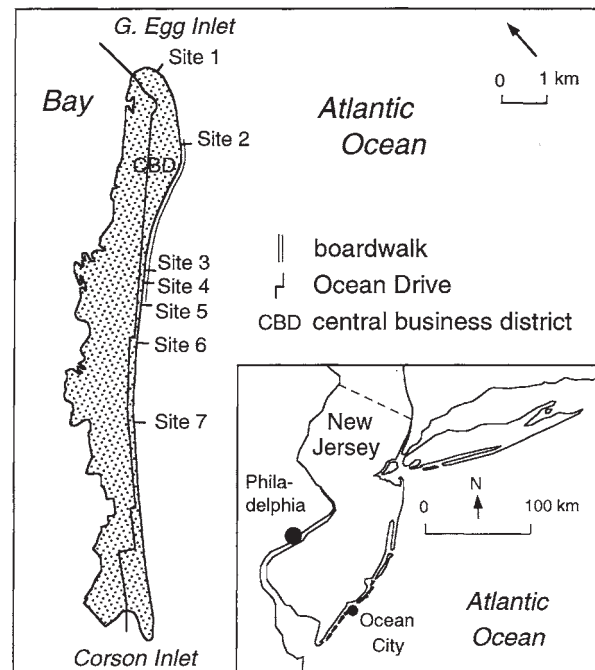 G. Egg Inlet
Site 1
Bay
0 1 km
Atlantic
Ocean
Site 2
CBD
boardwalk
Ocean Drive
CBD central business district
Site 3
Site 4
Site 5
Site 6
Site 7
Corson Inlet
New
Jersey
Phila-
delphia
N
0 100 km
Ocean
City
Atlantic
Ocean